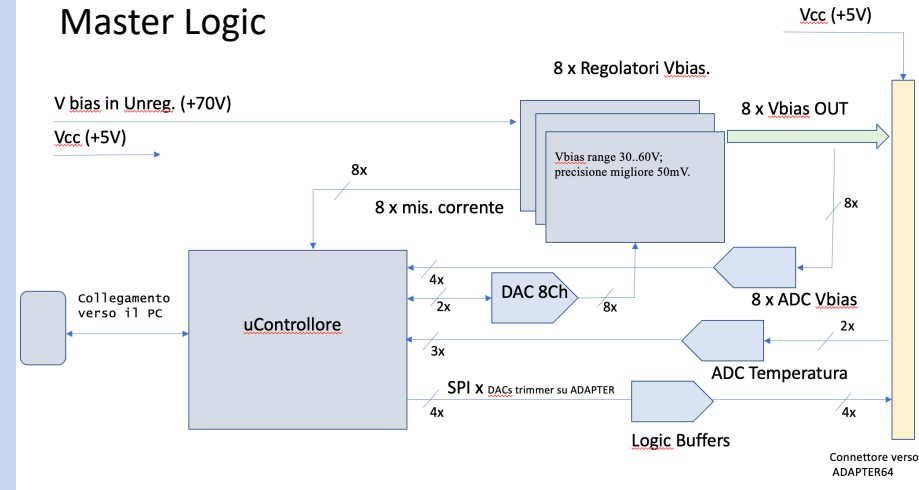 Master Logic
Vcc (+5V)
8 x Regolatori Vbias.
V bias in Unreg. (+70V)
8 x Vbias OUT
Vcc (+5V)
Vbias range 30..60V;
precisione migliore 50mV.
8x
8 x mis. corrente
8x
4x
DAC 8Ch
8 x ADC Vbias
2x
8x
Collegamento
verso il PC
uControllore
2x
3x
ADC Temperatura
SPI x DACs trimmer su ADAPTER
4x
4x
Logic Buffers
Connettore verso
ADAPTER64